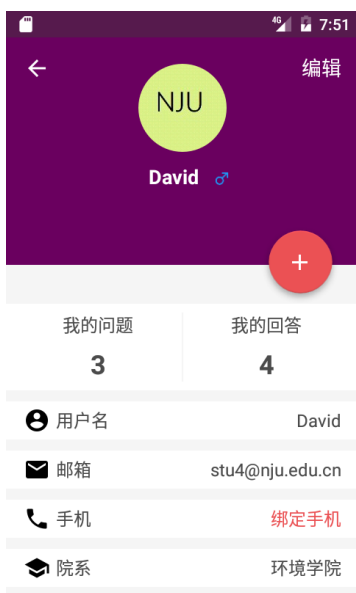 4G 7:51
编辑
NJU
David
我的问题 我的回答
3 4
用户名 David
邮箱 stu4@nju.edu.cn
手机 绑定手机
院系 环境学院